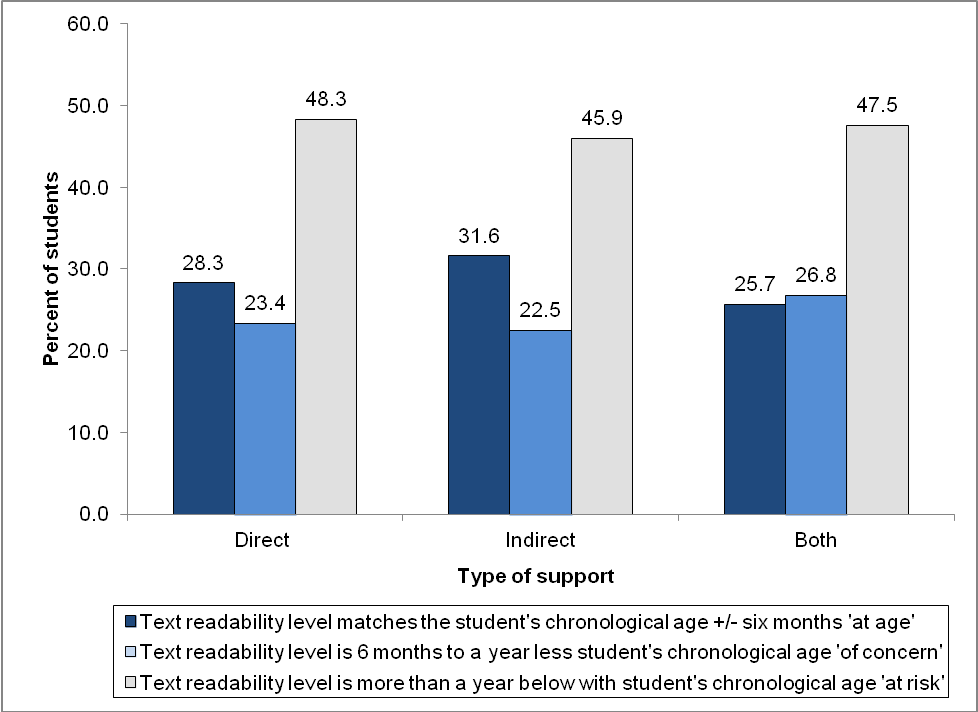 60.0
50.0
40.0
30.0
20.0
10.0
0.0
Percent of students
28.3
23.4
48.3
31.6
22.5
45.9
25.7
26.8
47.5
Direct
Indirect
Both
Type of support
Text readability level matches the student's chronological age +/- six months 'at age'
Text readability level is 6 months to a year less student's chronological age 'of concern'
Text readability level is more than a year below with student's chronological age 'at risk'